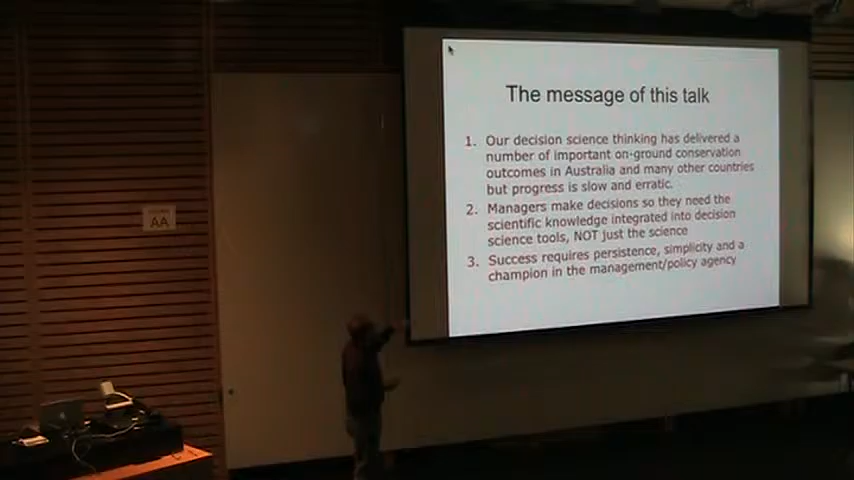 The message of this talk
1. Our decision science thinking has delivered a
number of important on-ground conservation
outcomes in Australia and many other countries
but progress is slow and erratic.
2. Managers make decisions so they need the
scientific knowledge integrated into decision
science tools, NOT just the science
3. Success requires persistence, simplicity and a
champion in the management/policy agency
AA